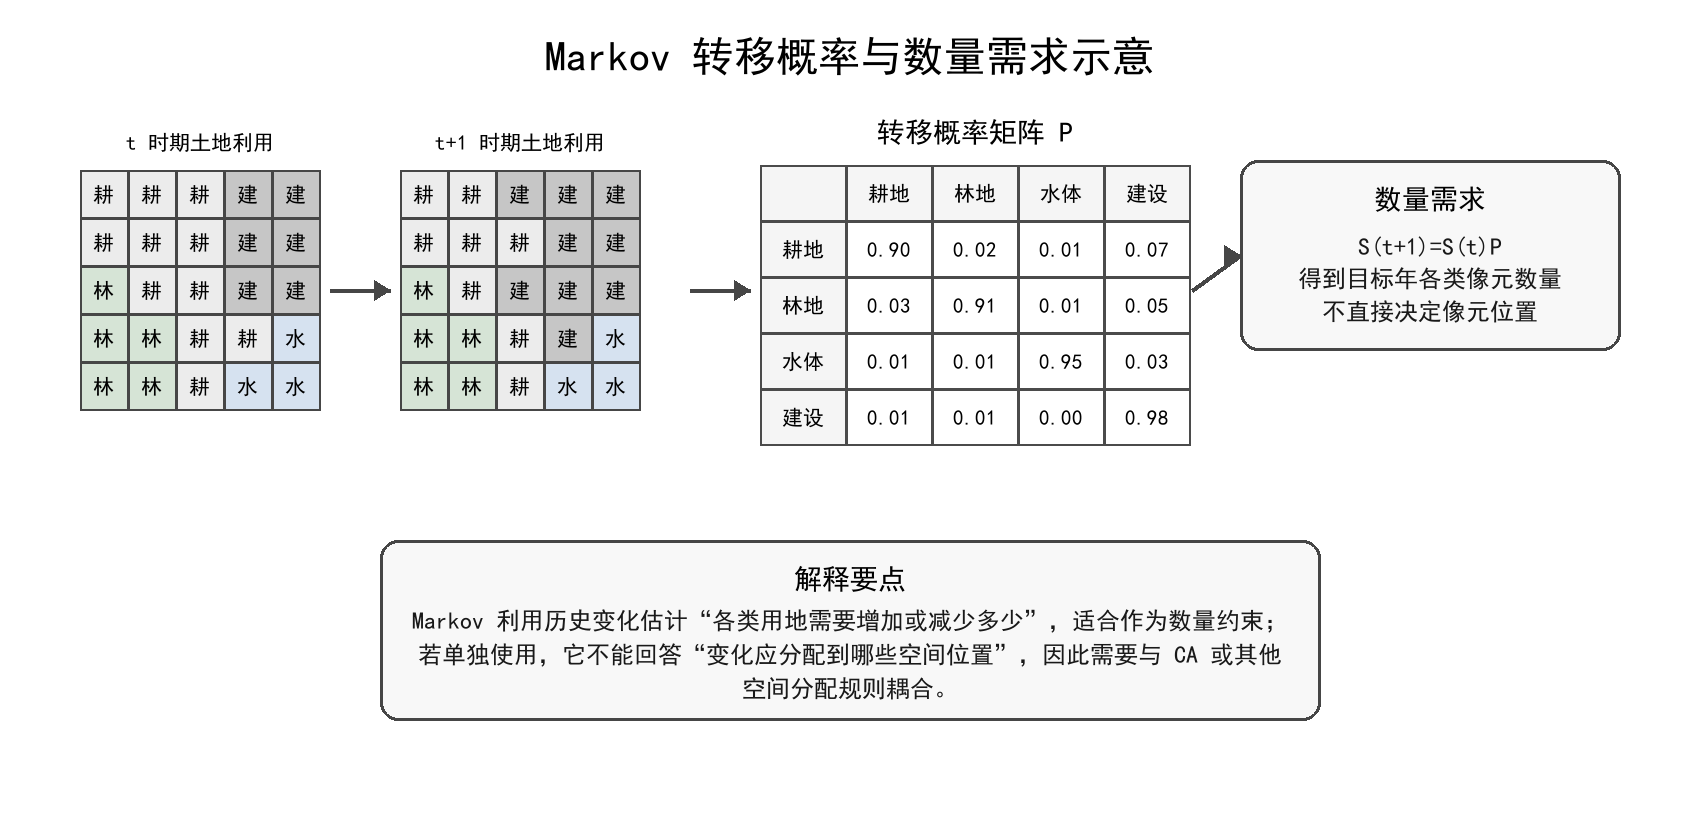 Markov 转移概率与数量需求示意
t 时期土地利用
耕 耕 耕 建 建
耕 耕 耕 建 建
林 耕 耕 建 建
林 林 耕 耕 水
林 林 耕 水 水
t+1 时期土地利用
耕 耕 建 建 建
耕 耕 耕 建 建
林 耕 建 建 建
林 林 耕 建 水
林 林 耕 水 水
转移概率矩阵 P
耕地 林地 水体 建设
耕地 0.90 0.02 0.01 0.07
林地 0.03 0.91 0.01 0.05
水体 0.01 0.01 0.95 0.03
建设 0.01 0.01 0.00 0.98
数量需求
S(t+1)=S(t)P
得到目标年各类像元数量
不直接决定像元位置
解释要点
Markov 利用历史变化估计“各类用地需要增加或减少多少”，适合作为数量约束；
若单独使用，它不能回答“变化应分配到哪些空间位置”，因此需要与 CA 或其他
空间分配规则耦合。